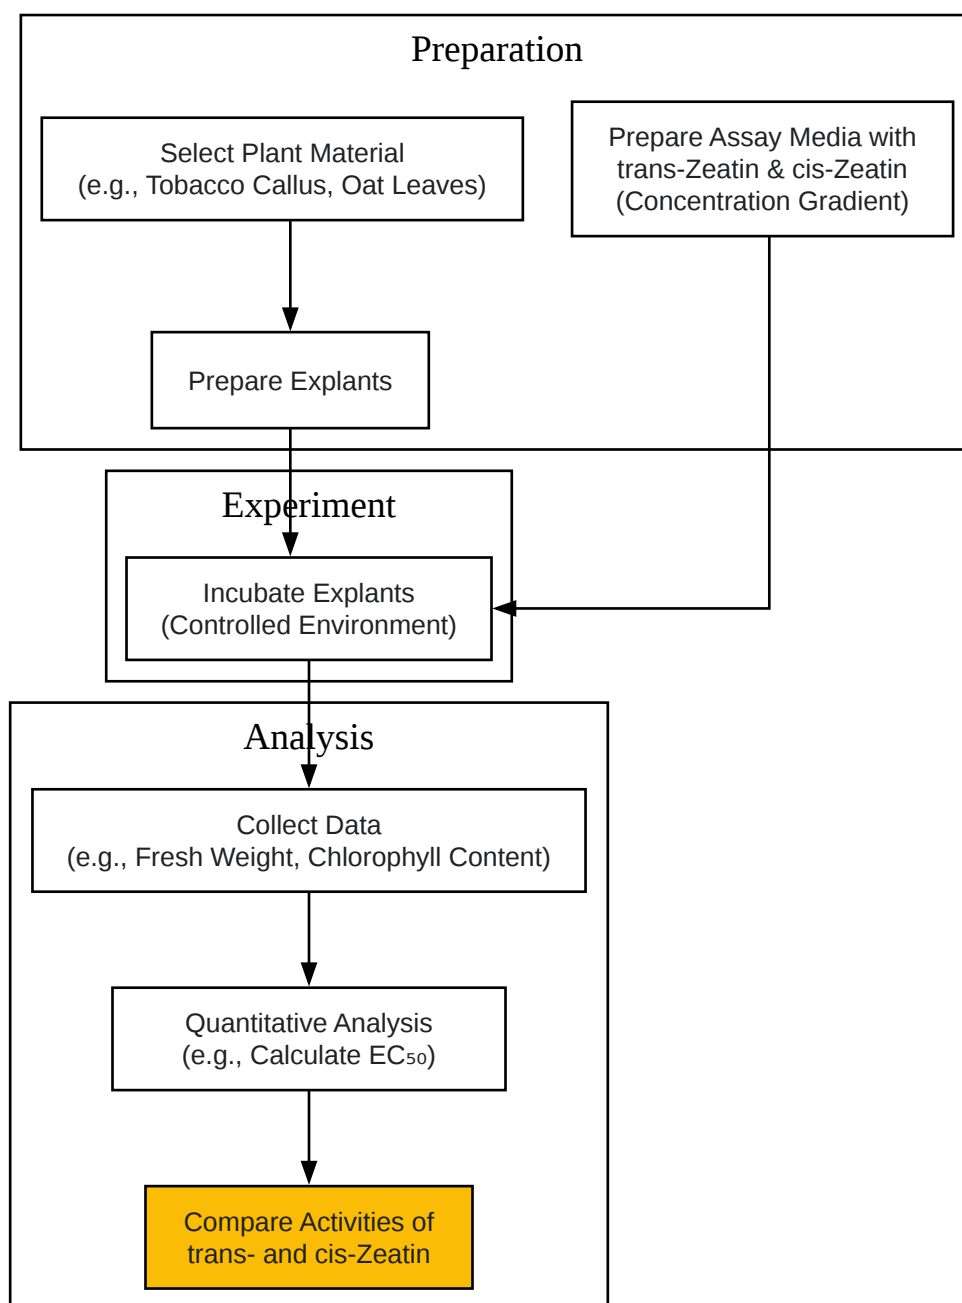 Preparation
Select Plant Material
(e.g., Tobacco Callus, Oat Leaves)
Prepare Assay Media with
trans-Zeatin & cis-Zeatin
(Concentration Gradient)
Prepare Explants
Experiment
Incubate Explants
(Controlled Environment)
Analysis
Collect Data
(e.g., Fresh Weight, Chlorophyll Content)
Quantitative Analysis
(e.g., Calculate EC₅₀)
Compare Activities of
trans- and cis-Zeatin